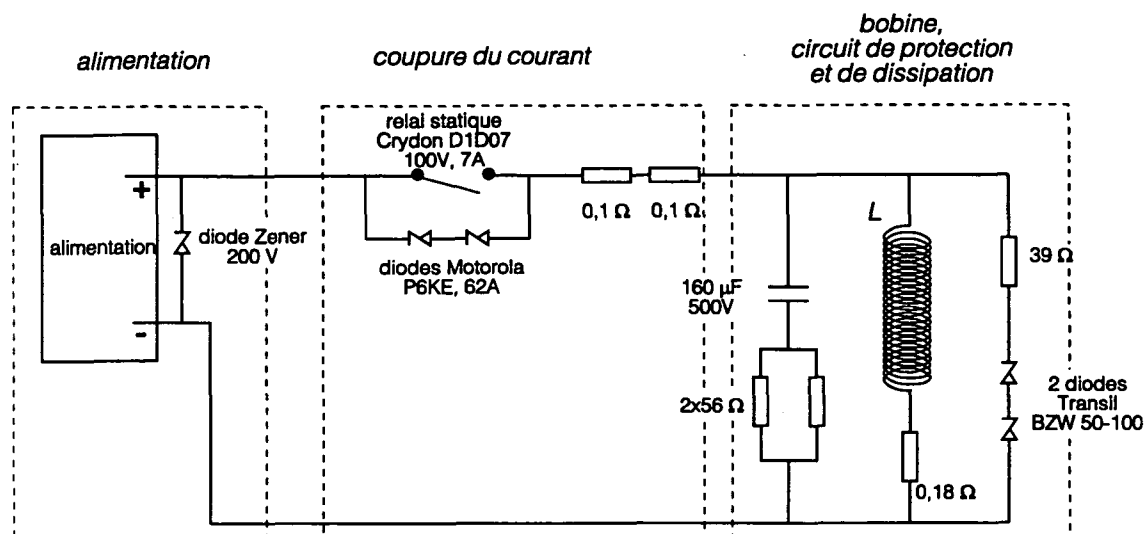 alimentation
coupure du courant
bobine,
circuit de protection
et de dissipation
relai statique
Crydon D1D07
100V, 7A
+
alimentation
-
diode Zener
200 V
diodes Motorola
P6KE, 62A
0,1 Ω
0,1 Ω
160 µF
500V
2x56 Ω
L
0,18 Ω
39 Ω
2 diodes
Transil
BZW 50-100